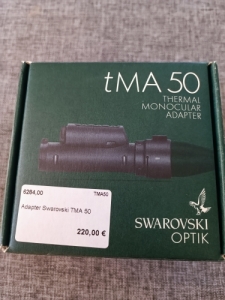 tMA 50
THERMAL
MONOCULAR
ADAPTER
6284,00 TMA50
Adapter Swarovski TMA 50
220,00 €
SWAROVSKI
OPTIK